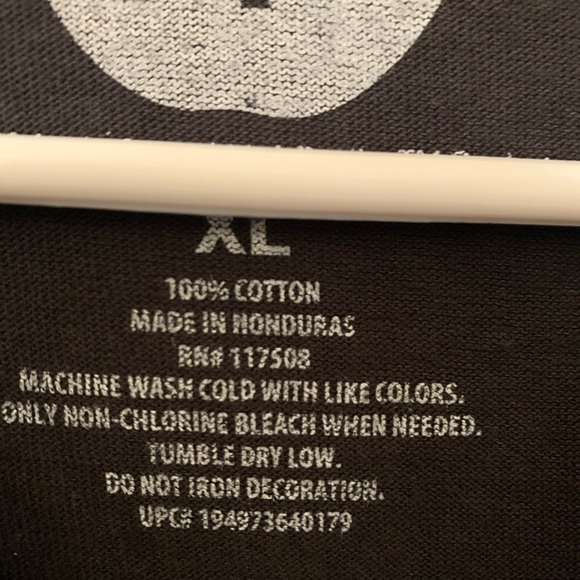 XL
100% COTTON
MADE IN HONDURAS
RN# 117508
MACHINE WASH COLD WITH LIKE COLORS.
ONLY NON-CHLORINE BLEACH WHEN NEEDED.
TUMBLE DRY LOW.
DO NOT IRON DECORATION.
UPC# 194973640179